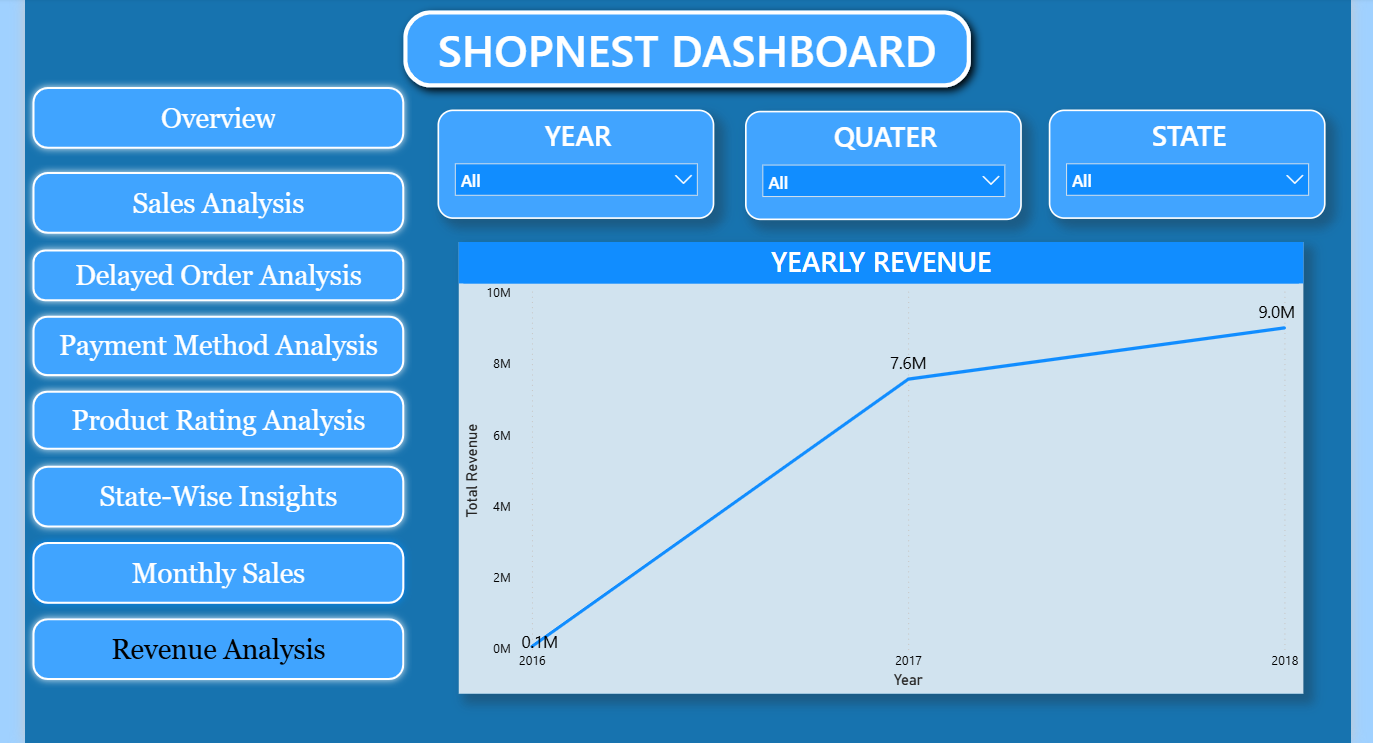 SHOPNEST DASHBOARD
Overview
Sales Analysis
Delayed Order Analysis
Payment Method Analysis
Product Rating Analysis
State-Wise Insights
Monthly Sales
Revenue Analysis
YEAR
All
QUATER
All
STATE
All
YEARLY REVENUE
10M
8M
6M
4M
2M
0M
Total Revenue
0.1M
7.6M
9.0M
2016
2017
2018
Year